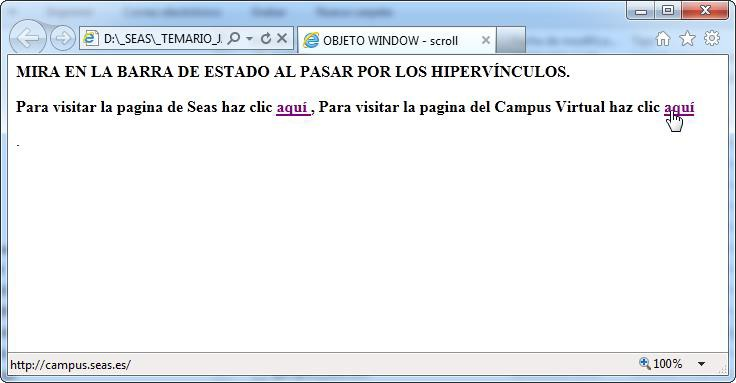 D:\_SEAS\_TEMARIO_J
OBJETO WINDOW - scroll
MIRA EN LA BARRA DE ESTADO AL PASAR POR LOS HIPERVÍNCULOS.
Para visitar la pagina de Seas haz clic aquí , Para visitar la pagina del Campus Virtual haz clic aquí
.
http://campus.seas.es/
100%